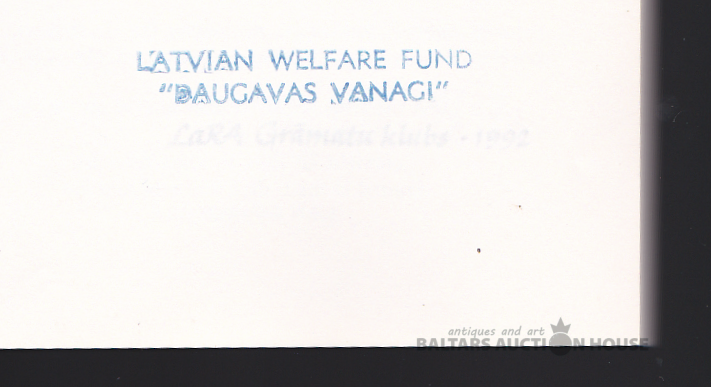 LATVIAN WELFARE FUND
"DAUGAVAS VANAGI"
LaRA Grāmatu klubs · 1992
antiques and art
BALTARS AUCTION HOUSE